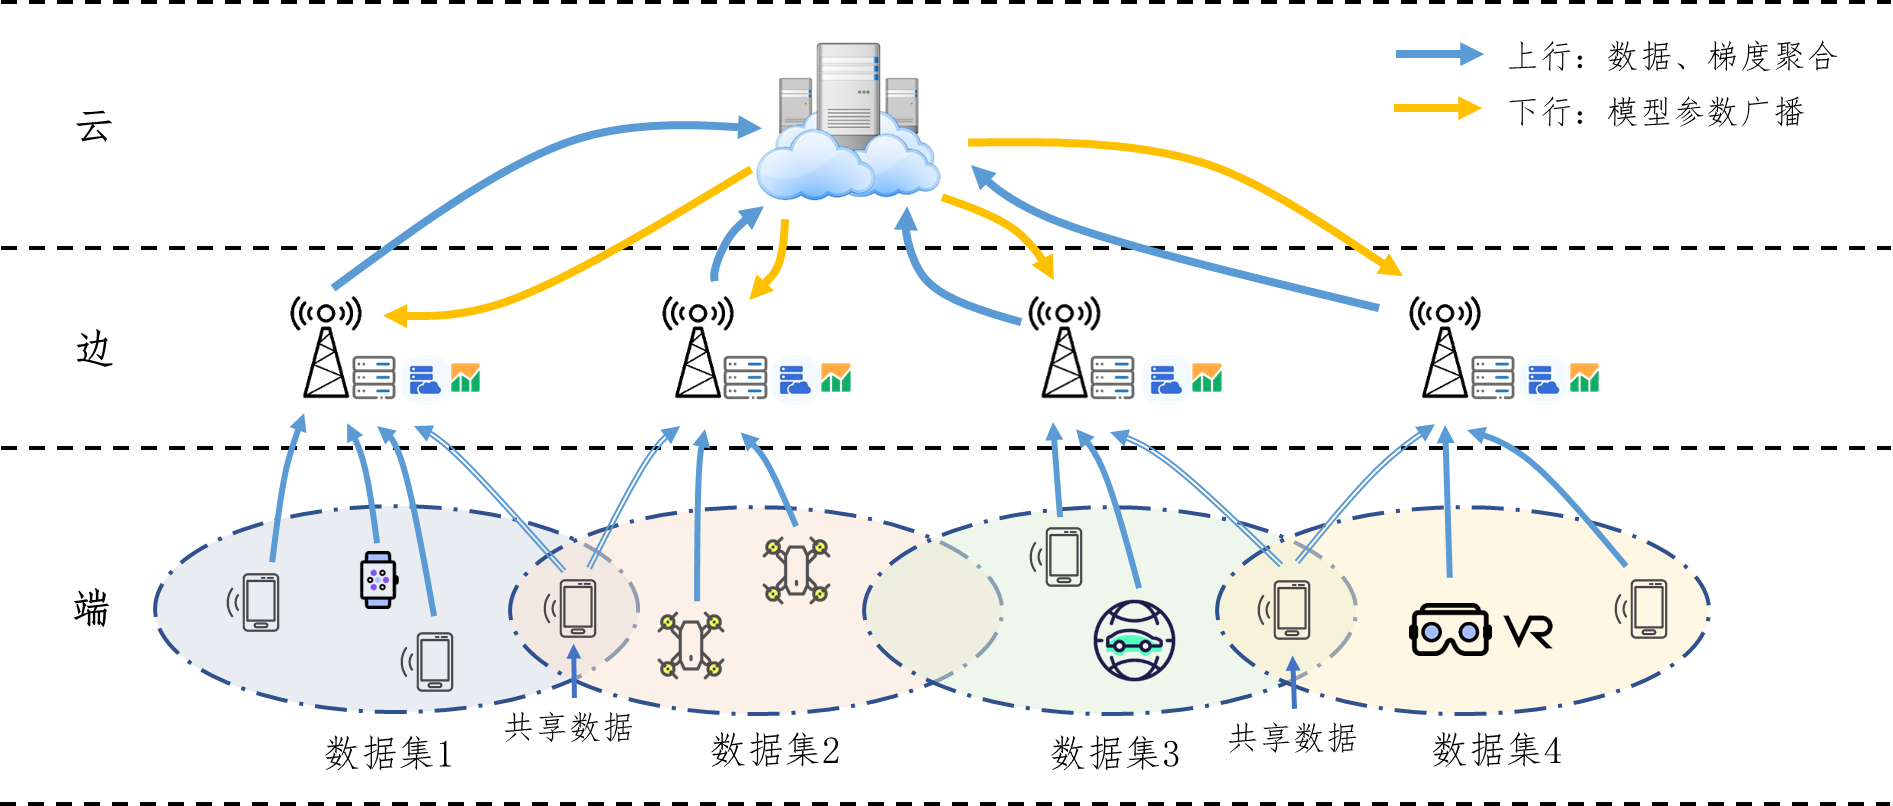 上行：数据、梯度聚合
下行：模型参数广播
云
边
端
共享数据
共享数据
VR
数据集1
数据集2
数据集3
数据集4